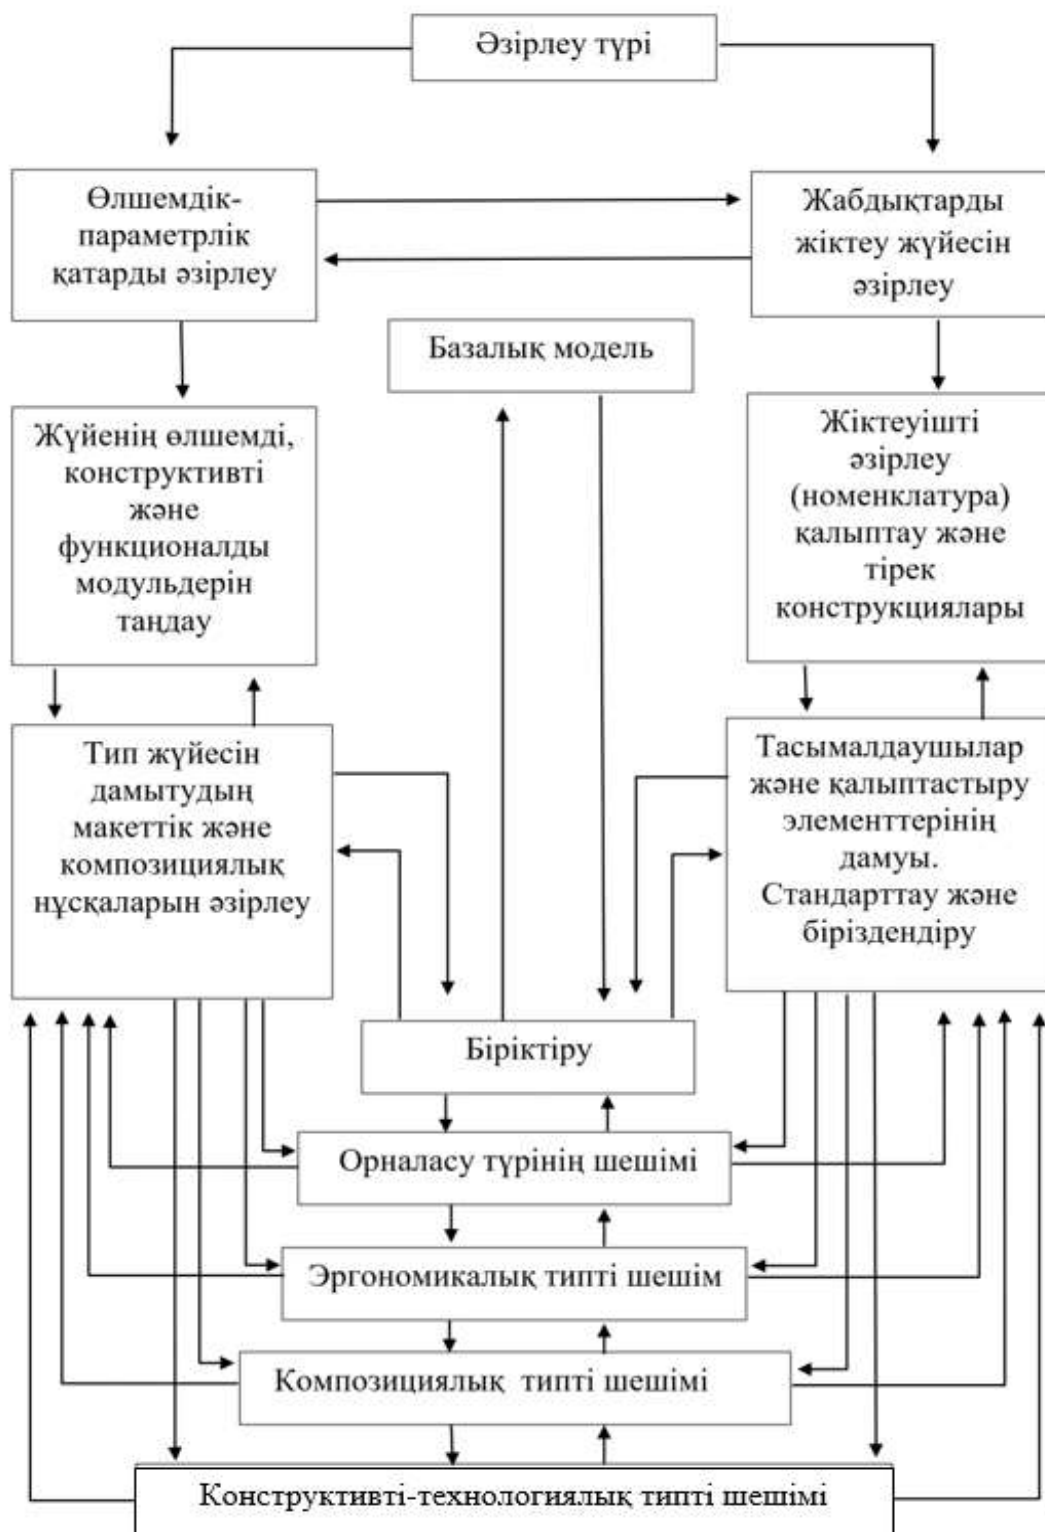 Әзірлеу түрі
Өлшемдік-
параметрлік
қатарды әзірлеу
Жабдықтарды
жіктеу жүйесін
әзірлеу
Базалық модель
Жүйенің өлшемді,
конструктивті
және
функционалды
модульдерін
таңдау
Жіктеуішті
әзірлеу
(номенклатура)
қалыптау және
тірек
конструкциялары
Тип жүйесін
дамытудың
макеттік және
композициялық
нұсқаларын әзірлеу
Тасымалдаушылар
және қалыптастыру
элементтерінің
дамуы.
Стандарттау және
біріздендіру
Біріктіру
Орналасу түрінің шешімі
Эргономикалық типті шешім
Композициялық типті шешімі
Конструктивті-технологиялық типті шешімі